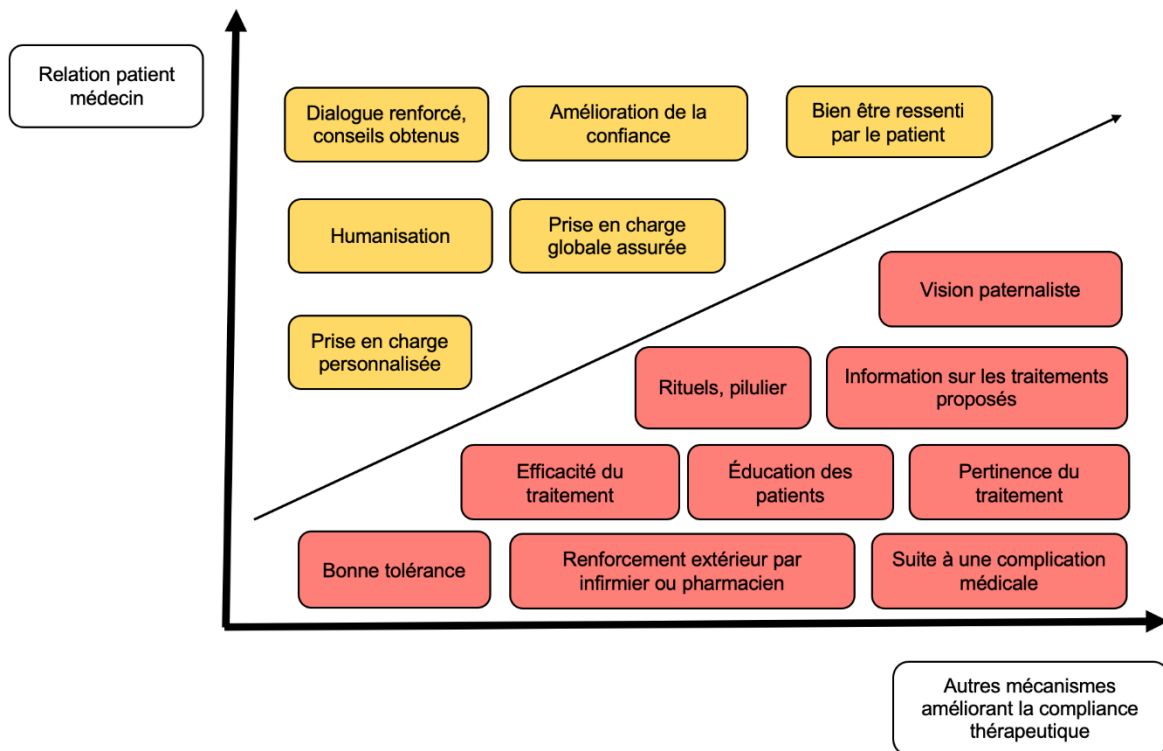 Relation patient
médecin
Dialogue renforcé,
conseils obtenus
Amélioration de la
confiance
Bien être ressenti
par le patient
Humanisation
Prise en charge
globale assurée
Vision paternaliste
Prise en charge
personnalisée
Rituels, pilulier
Information sur les traitements
proposés
Efficacité du
traitement
Éducation des
patients
Pertinence du
traitement
Bonne tolérance
Renforcement extérieur par
infirmier ou pharmacien
Suite à une complication
médicale
Autres mécanismes
améliorant la compliance
thérapeutique